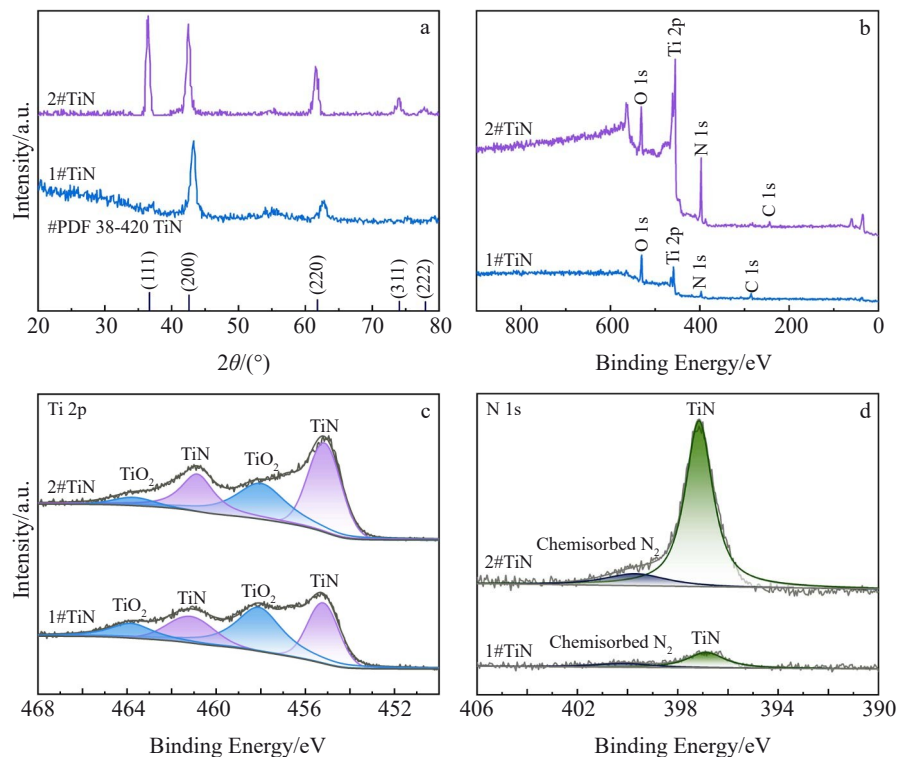 a
2#TiN
1#TiN
#PDF 38-420 TiN
(111)
(200)
(220)
(311)
(222)
20 30 40 50 60 70 80
2θ/(°)
Intensity/a.u.
b
2#TiN
O 1s
Ti 2p
N 1s
C 1s
1#TiN
O 1s
Ti 2p
N 1s
C 1s
800 600 400 200 0
Binding Energy/eV
Ti 2p
c
TiN
TiN
TiO₂
TiO₂
2#TiN
TiO₂
TiN
TiO₂
TiN
1#TiN
468 464 460 456 452
Binding Energy/eV
Intensity/a.u.
N 1s
d
TiN
Chemisorbed N₂
2#TiN
Chemisorbed N₂
TiN
1#TiN
406 402 398 394 390
Binding Energy/eV